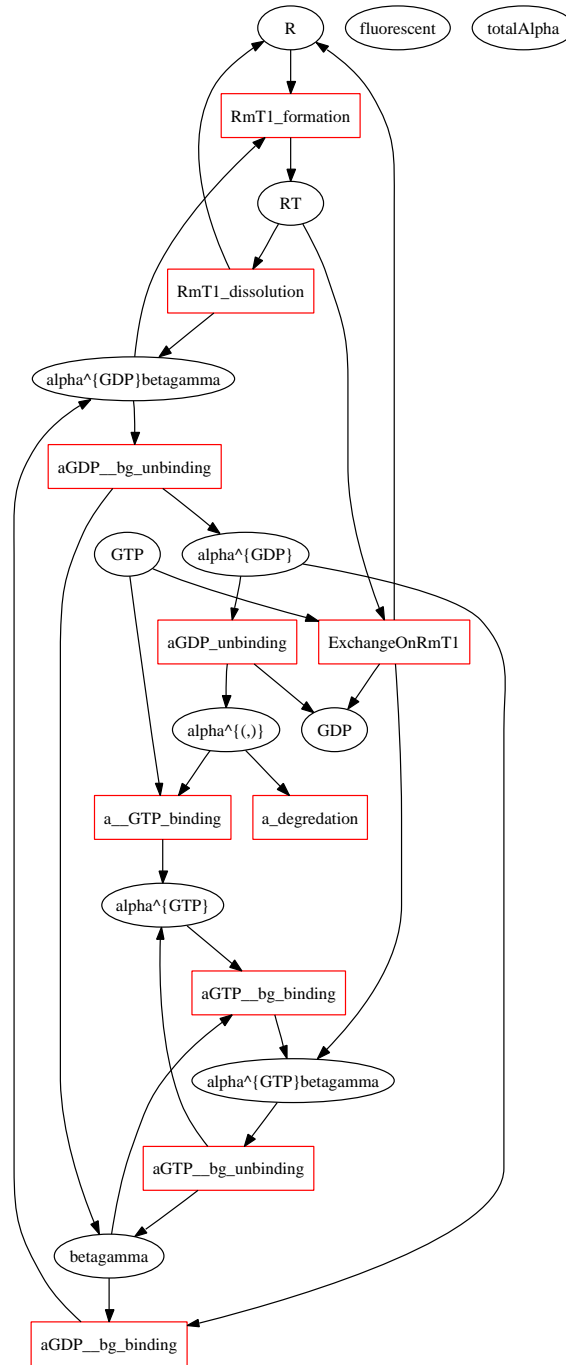 R
fluorescent
totalAlpha
RmT1_formation
RT
RmT1_dissolution
alpha^{GDP}betagamma
aGDP__bg_unbinding
GTP
alpha^{GDP}
aGDP_unbinding
ExchangeOnRmT1
alpha^{(,)}
GDP
a__GTP_binding
a_degredation
alpha^{GTP}
aGTP__bg_binding
alpha^{GTP}betagamma
aGTP__bg_unbinding
betagamma
aGDP__bg_binding